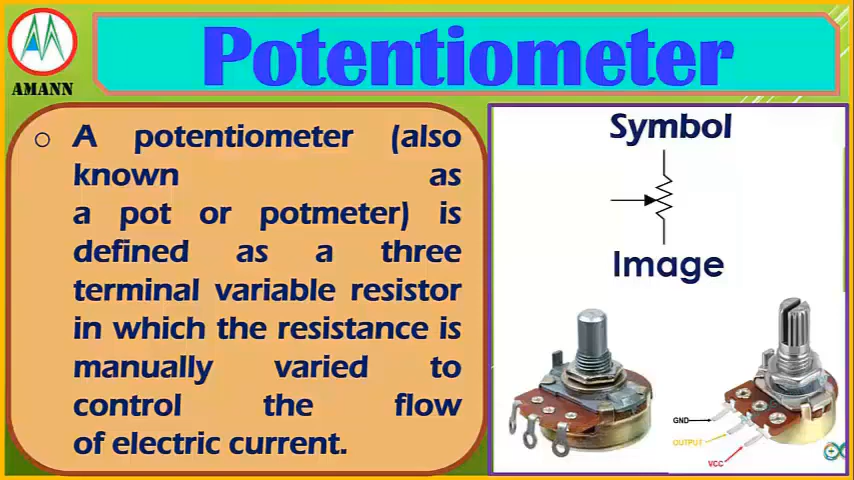 Potentiometer
AMANN
○ A potentiometer (also
known as
a pot or potmeter) is
defined as a three
terminal variable resistor
in which the resistance is
manually varied to
control the flow
of electric current.
Symbol
Image
GND
OUTPUT
VCC